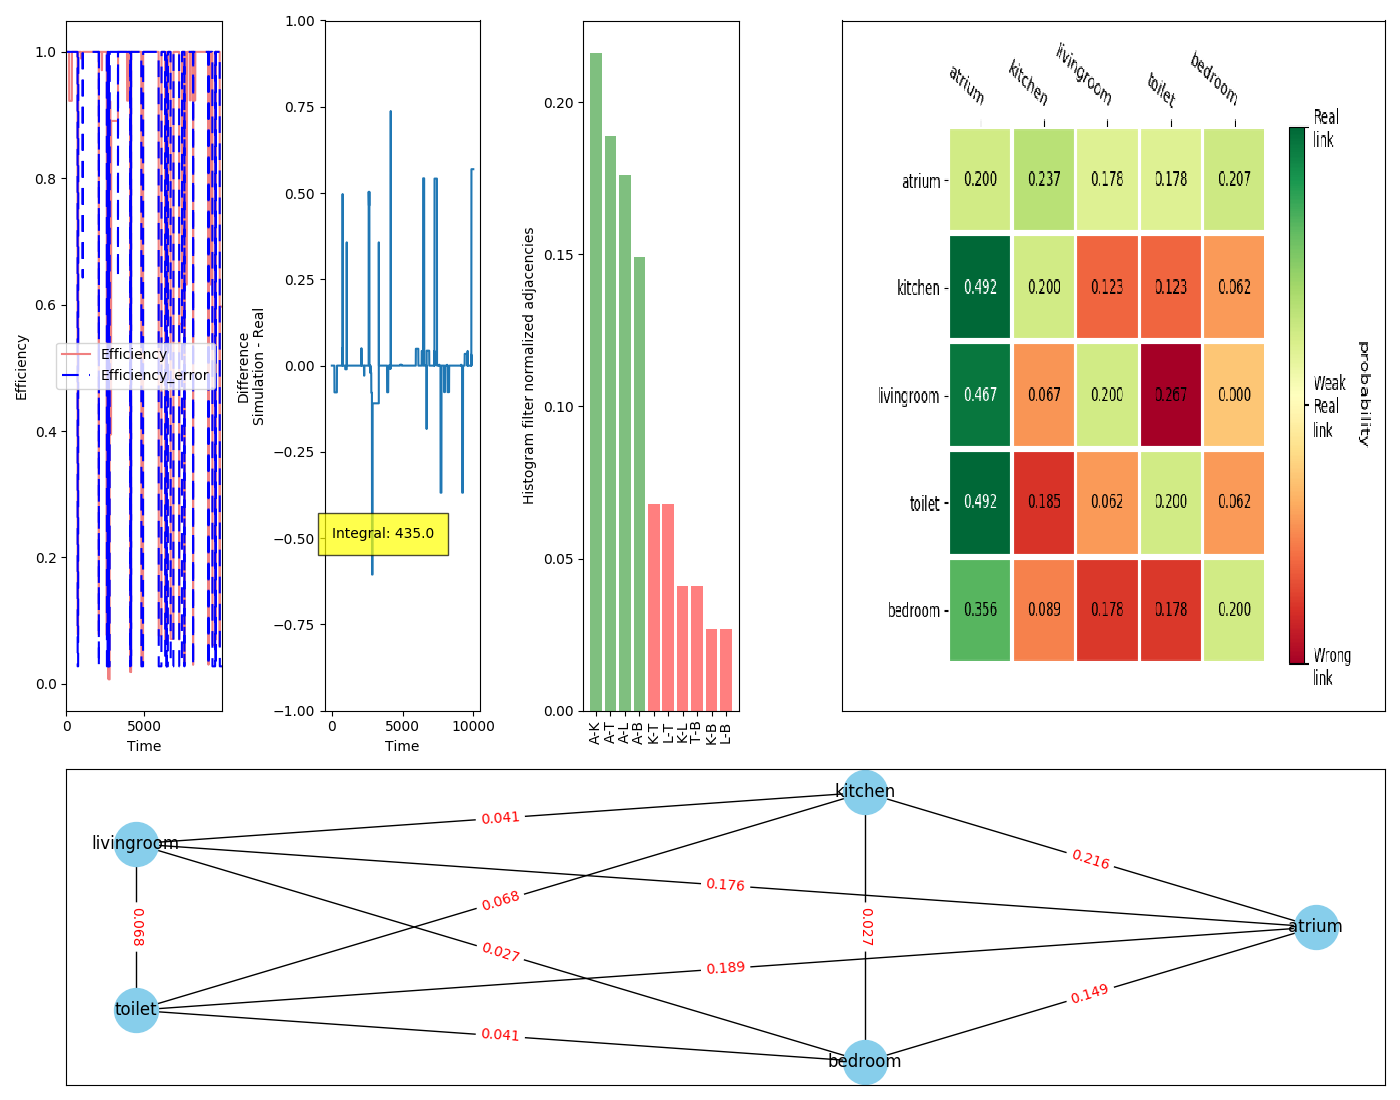 1.0
0.8
0.6
0.4
0.2
0.0
Efficiency
Efficiency
Efficiency_error
0
5000
Time
1.00
0.75
0.50
0.25
0.00
−0.25
−0.50
−0.75
−1.00
Difference
Simulation - Real
Integral: 435.0
0
5000
10000
Time
0.20
0.15
0.10
0.05
0.00
Histogram filter normalized adjacencies
A-K
A-T
A-L
A-B
K-T
L-T
K-L
T-B
K-B
L-B
atrium
kitchen
livingroom
toilet
bedroom
atrium 0.200 0.237 0.178 0.178 0.207
kitchen 0.492 0.200 0.123 0.123 0.062
livingroom 0.467 0.067 0.200 0.267 0.000
toilet 0.492 0.185 0.062 0.200 0.062
bedroom 0.356 0.089 0.178 0.178 0.200
Real
link
Weak
Real
link
Wrong
link
probability
kitchen
livingroom
atrium
toilet
bedroom
0.041
0.216
0.176
0.068
0.068
0.027
0.027
0.189
0.149
0.041